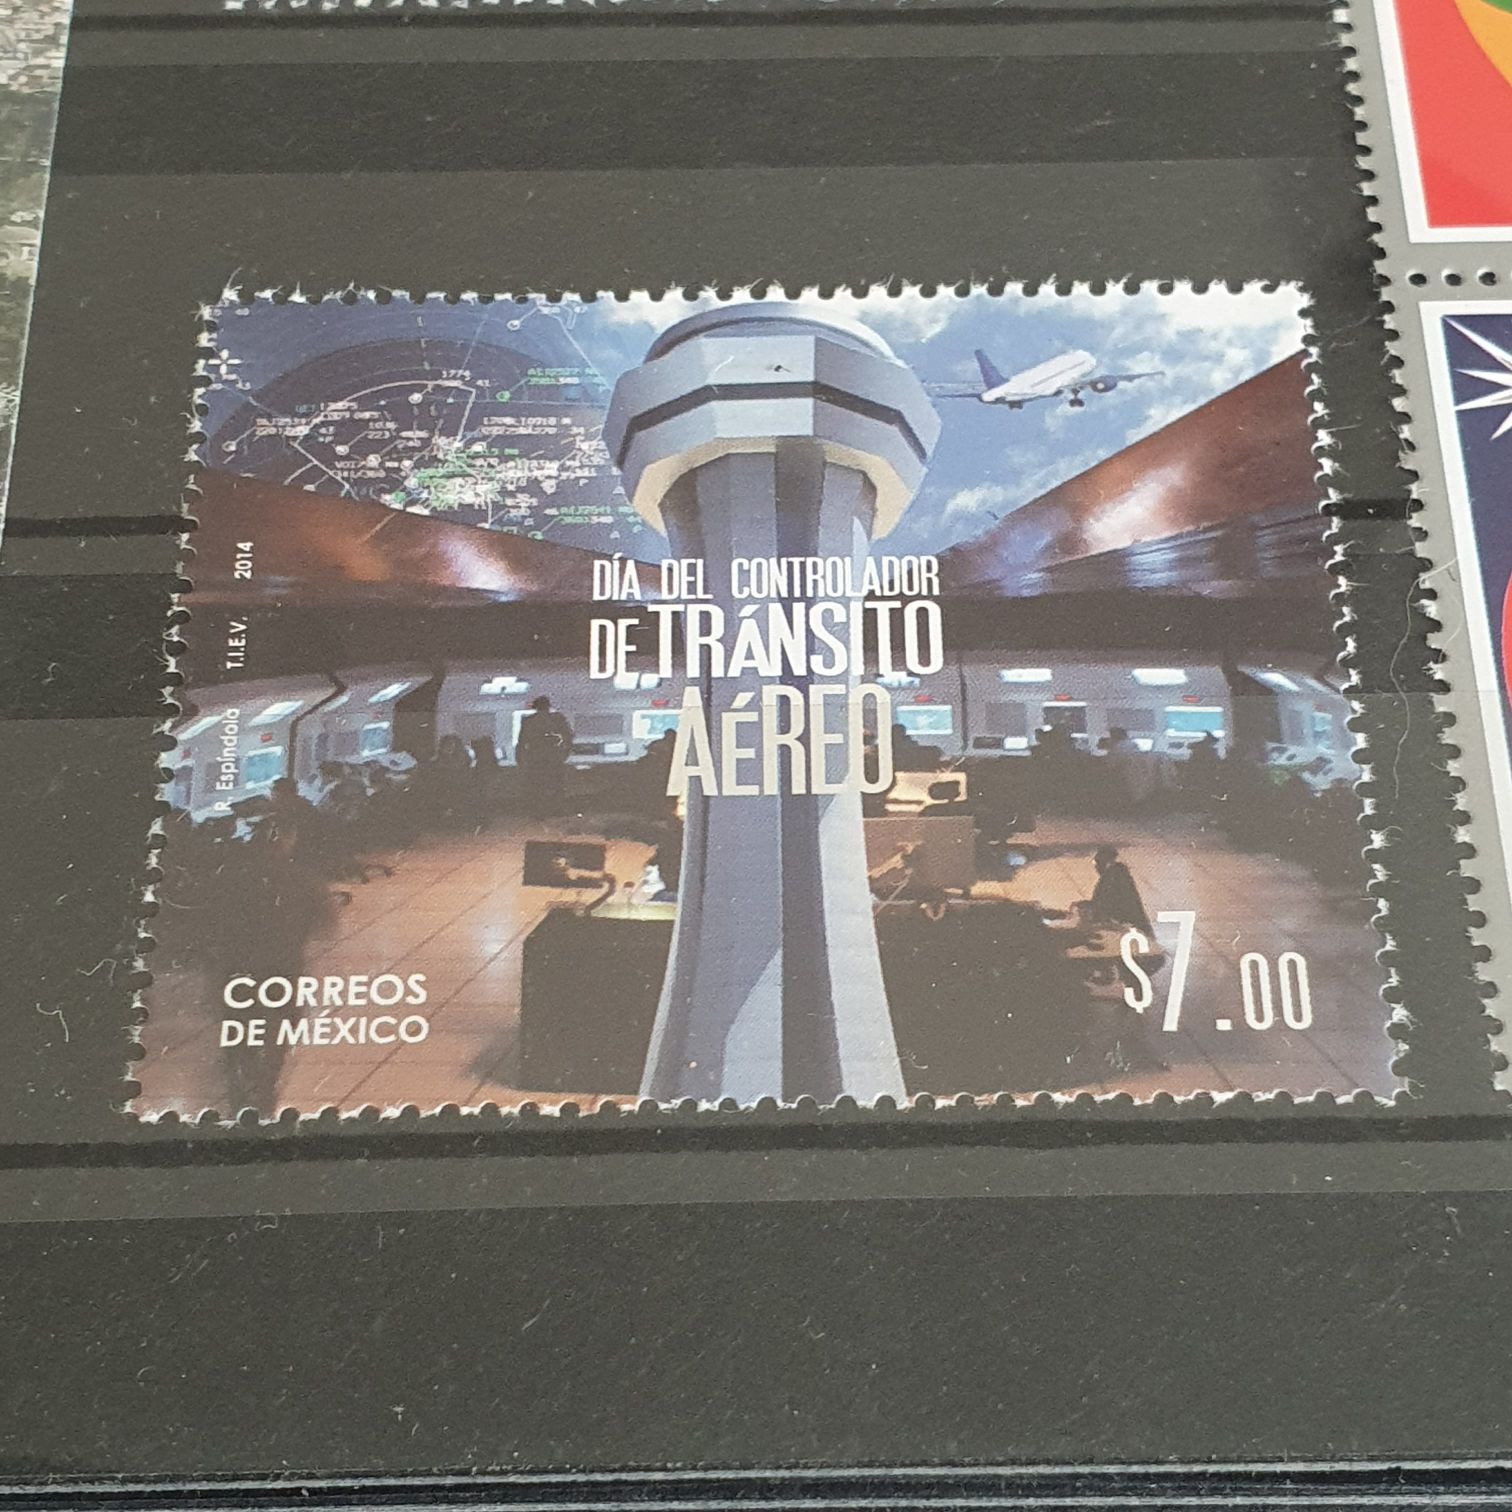 DÍA DEL CONTROLADOR
DE TRÁNSITO
AÉREO
R. Espíndola T.I.E.V. 2014
CORREOS
DE MÉXICO
$7.00